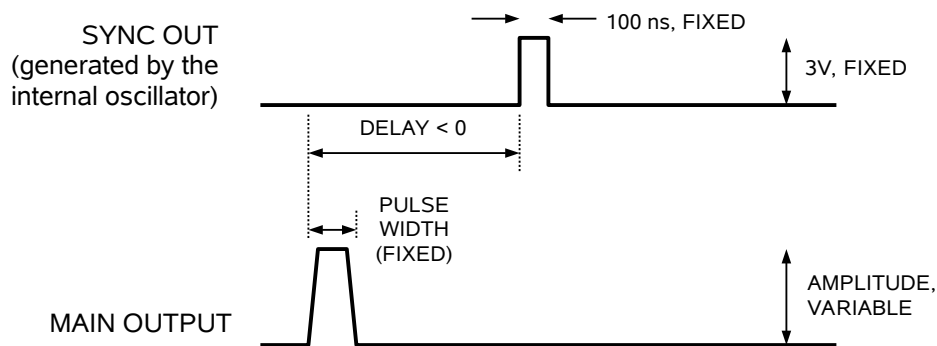 SYNC OUT
(generated by the
internal oscillator)
100 ns, FIXED
3V, FIXED
DELAY < 0
PULSE
WIDTH
(FIXED)
AMPLITUDE,
VARIABLE
MAIN OUTPUT